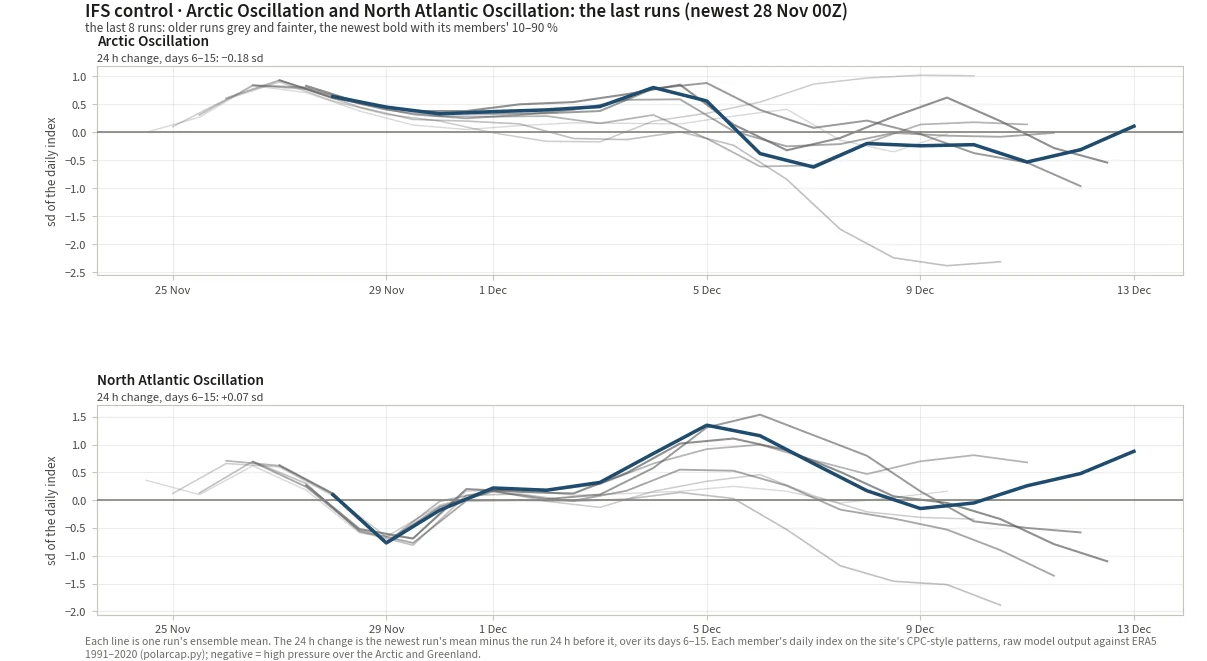 IFS control · Arctic Oscillation and North Atlantic Oscillation: the last runs (newest 28 Nov 00Z)
the last 8 runs: older runs grey and fainter, the newest bold with its members' 10–90 %
Arctic Oscillation
24 h change, days 6–15: −0.18 sd
sd of the daily index
1.0
0.5
0.0
−0.5
−1.0
−1.5
−2.0
−2.5
25 Nov 29 Nov 1 Dec 5 Dec 9 Dec 13 Dec
North Atlantic Oscillation
24 h change, days 6–15: +0.07 sd
sd of the daily index
1.5
1.0
0.5
0.0
−0.5
−1.0
−1.5
−2.0
25 Nov 29 Nov 1 Dec 5 Dec 9 Dec 13 Dec
Each line is one run's ensemble mean. The 24 h change is the newest run's mean minus the run 24 h before it, over its days 6–15. Each member's daily index on the site's CPC-style patterns, raw model output against ERA5
1991–2020 (polarcap.py); negative = high pressure over the Arctic and Greenland.